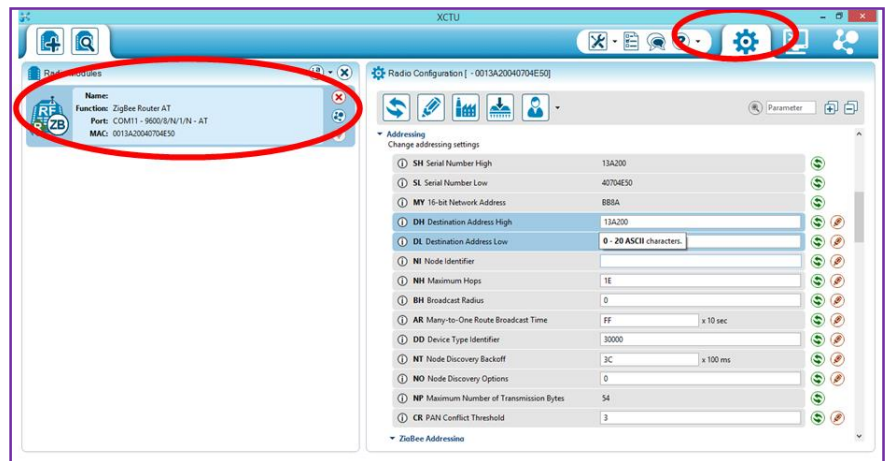 XCTU
Radio Modules
Name:
Function: ZigBee Router AT
Port: COM11 - 9600/8/N/1/N - AT
MAC: 0013A20040704E50
RF
ZB
Radio Configuration [ - 0013A20040704E50]
Parameter
Addressing
Change addressing settings
SH Serial Number High 13A200
SL Serial Number Low 40704E50
MY 16-bit Network Address BB8A
DH Destination Address High 13A200
DL Destination Address Low 0 - 20 ASCII characters.
NI Node Identifier
NH Maximum Hops 1E
BH Broadcast Radius 0
AR Many-to-One Route Broadcast Time FF x 10 sec
DD Device Type Identifier 30000
NT Node Discovery Backoff 3C x 100 ms
NO Node Discovery Options 0
NP Maximum Number of Transmission Bytes 54
CR PAN Conflict Threshold 3
ZigBee Addressing